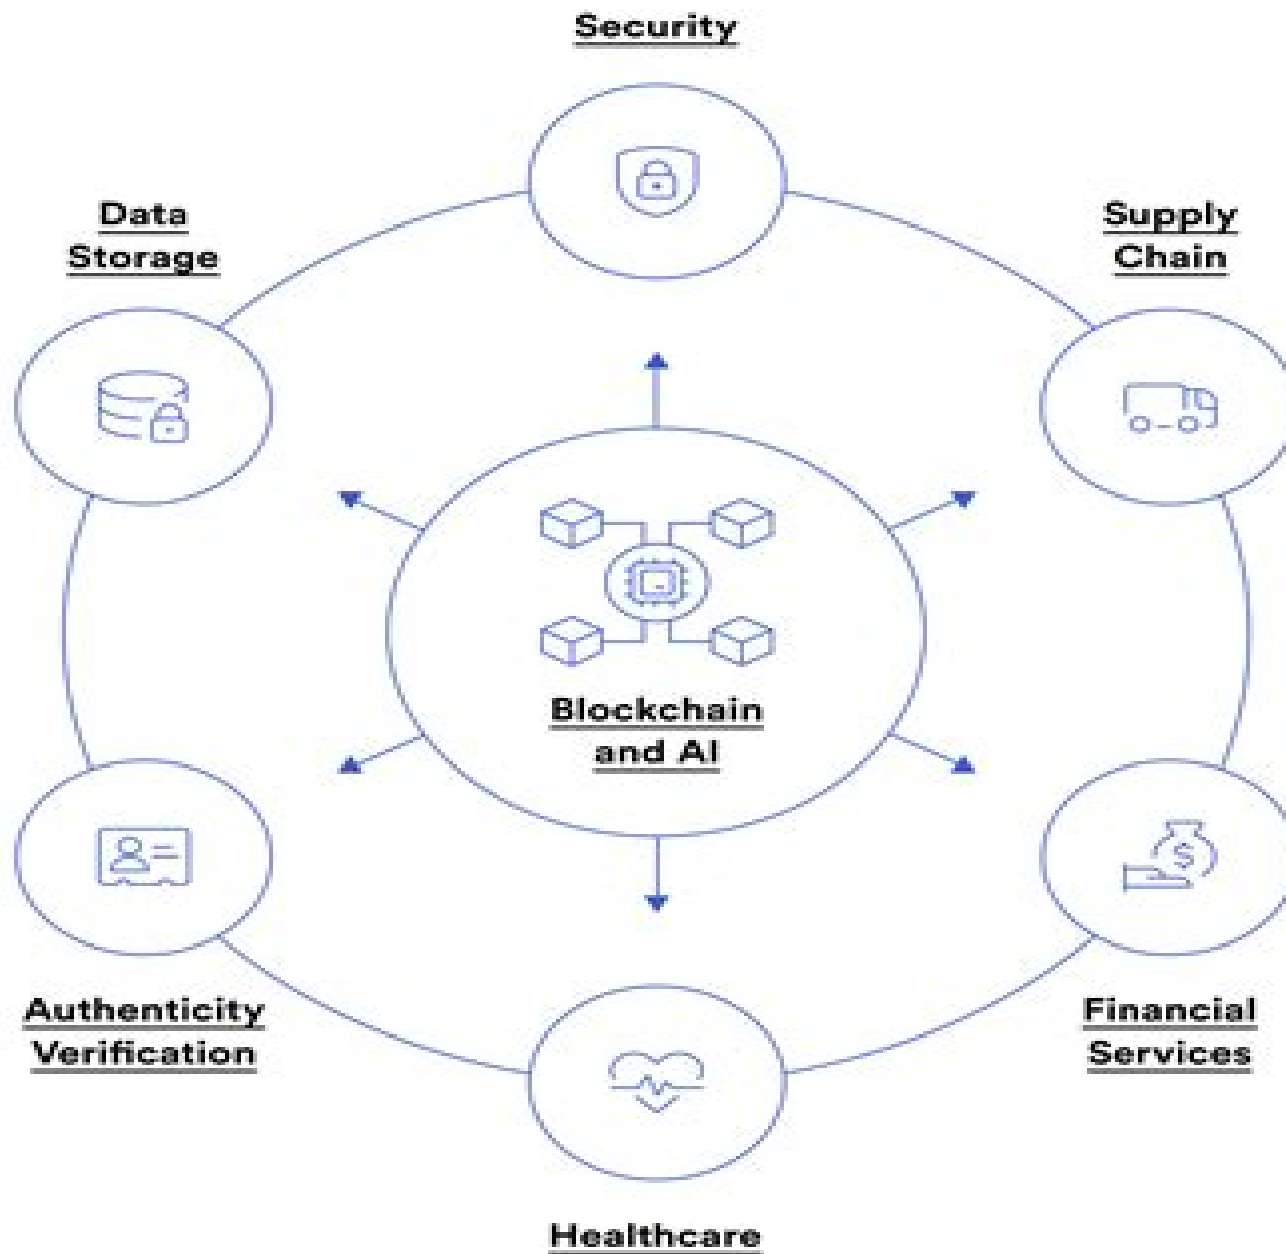 Security
Data
Storage
Supply
Chain
Blockchain
and AI
$
Authenticity
Verification
Financial
Services
Healthcare